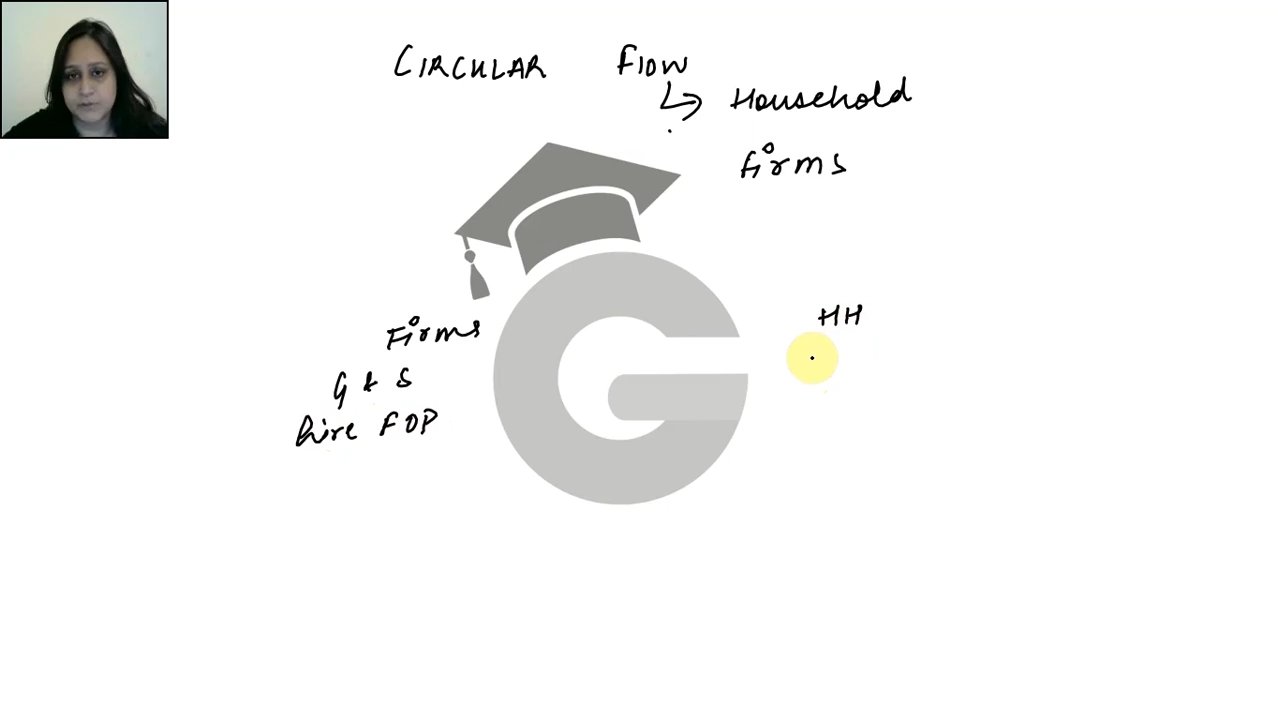 CIRCULAR Flow
↳ Household
Firms
Firms
G & S
hire FOP
HH